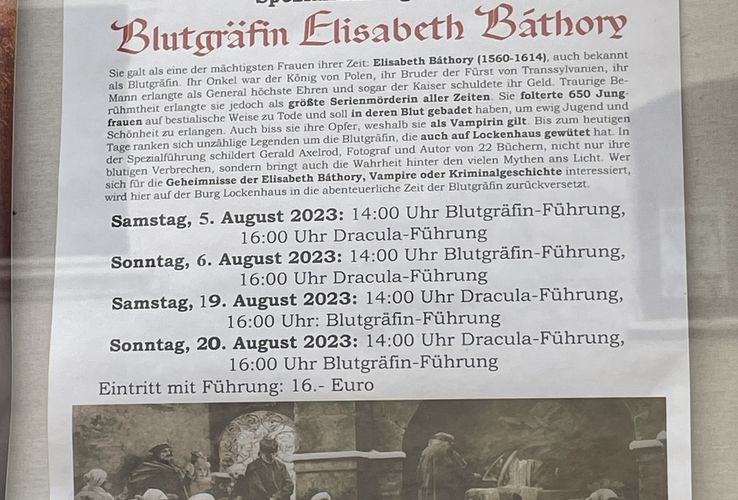 Blutgräfin Elisabeth Báthory
Sie galt als eine der mächtigsten Frauen ihrer Zeit: Elisabeth Báthory (1560-1614), auch bekannt
als Blutgräfin. Ihr Onkel war der König von Polen, ihr Bruder der Fürst von Transsylvanien, ihr
Mann erlangte als General höchste Ehren und sogar der Kaiser schuldete ihr Geld. Traurige Be-
rühmtheit erlangte sie jedoch als größte Serienmörderin aller Zeiten. Sie folterte 650 Jung-
frauen auf bestialische Weise zu Tode und soll in deren Blut gebadet haben, um ewig Jugend und
Schönheit zu erlangen. Auch biss sie ihre Opfer, weshalb sie als Vampirin gilt. Bis zum heutigen
Tage ranken sich unzählige Legenden um die Blutgräfin, die auch auf Lockenhaus gewütet hat. In
der Spezialführung schildert Gerald Axelrod, Fotograf und Autor von 22 Büchern, nicht nur ihre
blutigen Verbrechen, sondern bringt auch die Wahrheit hinter den vielen Mythen ans Licht. Wer
sich für die Geheimnisse der Elisabeth Báthory, Vampire oder Kriminalgeschichte interessiert,
wird hier auf der Burg Lockenhaus in die abenteuerliche Zeit der Blutgräfin zurückversetzt.
Samstag, 5. August 2023: 14:00 Uhr Blutgräfin-Führung,
16:00 Uhr Dracula-Führung
Sonntag, 6. August 2023: 14:00 Uhr Blutgräfin-Führung,
16:00 Uhr Dracula-Führung
Samstag, 19. August 2023: 14:00 Uhr Dracula-Führung,
16:00 Uhr: Blutgräfin-Führung
Sonntag, 20. August 2023: 14:00 Uhr Dracula-Führung,
16:00 Uhr Blutgräfin-Führung
Eintritt mit Führung: 16.- Euro